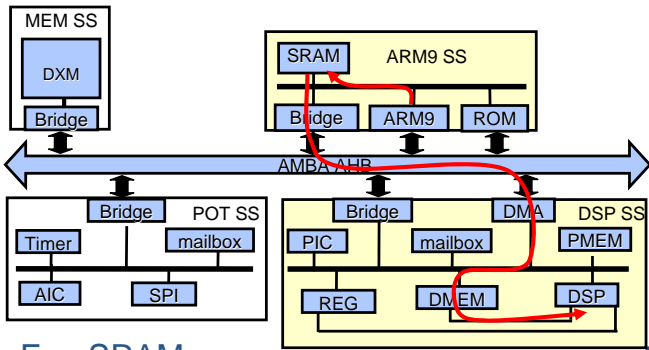 MEM SS
DXM
Bridge
SRAM
ARM9 SS
Bridge
ARM9
ROM
AMBA AHB
Bridge
POT SS
Timer
mailbox
AIC
SPI
Bridge
DMA
DSP SS
PIC
mailbox
PMEM
REG
DMEM
DSP
SRAM